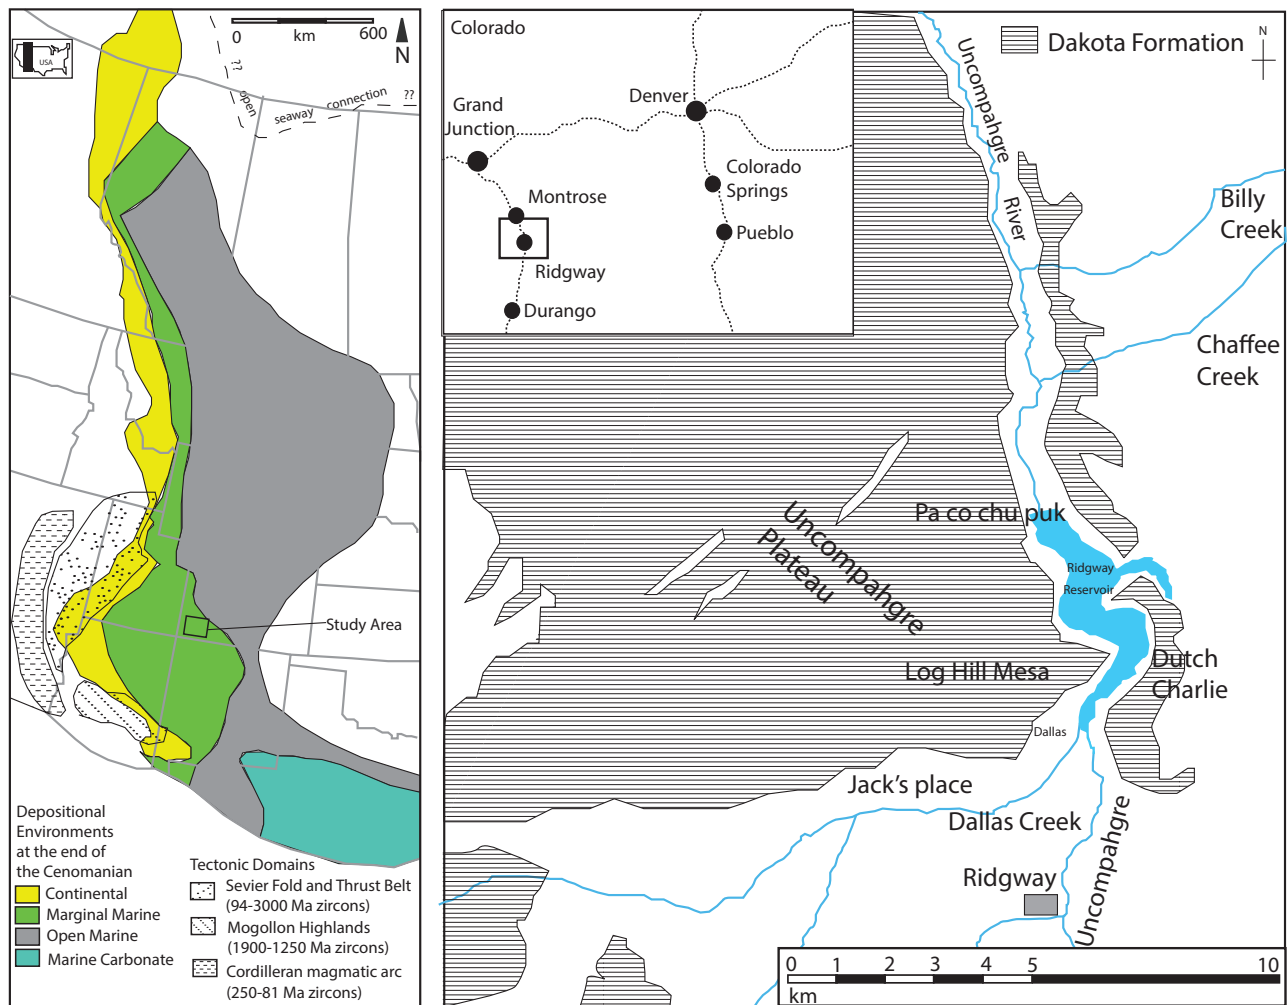 0
km
600
N
USA
??
open
seaway
connection
??
Study Area
Depositional
Environments
at the end of
the Cenomanian
Continental
Marginal Marine
Open Marine
Marine Carbonate
Tectonic Domains
Sevier Fold and Thrust Belt
(94-3000 Ma zircons)
Mogollon Highlands
(1900-1250 Ma zircons)
Cordilleran magmatic arc
(250-81 Ma zircons)
Colorado
Grand
Junction
Denver
Montrose
Colorado
Springs
Pueblo
Ridgway
Durango
Dakota Formation
N
Uncompahgre
River
Billy
Creek
Chaffee
Creek
Pa co chu puk
Uncompahgre
Plateau
Ridgway
Reservoir
Log Hill Mesa
Dutch
Charlie
Dallas
Jack's place
Dallas Creek
Uncompahgre
Ridgway
0 1 2 3 4 5 10
km